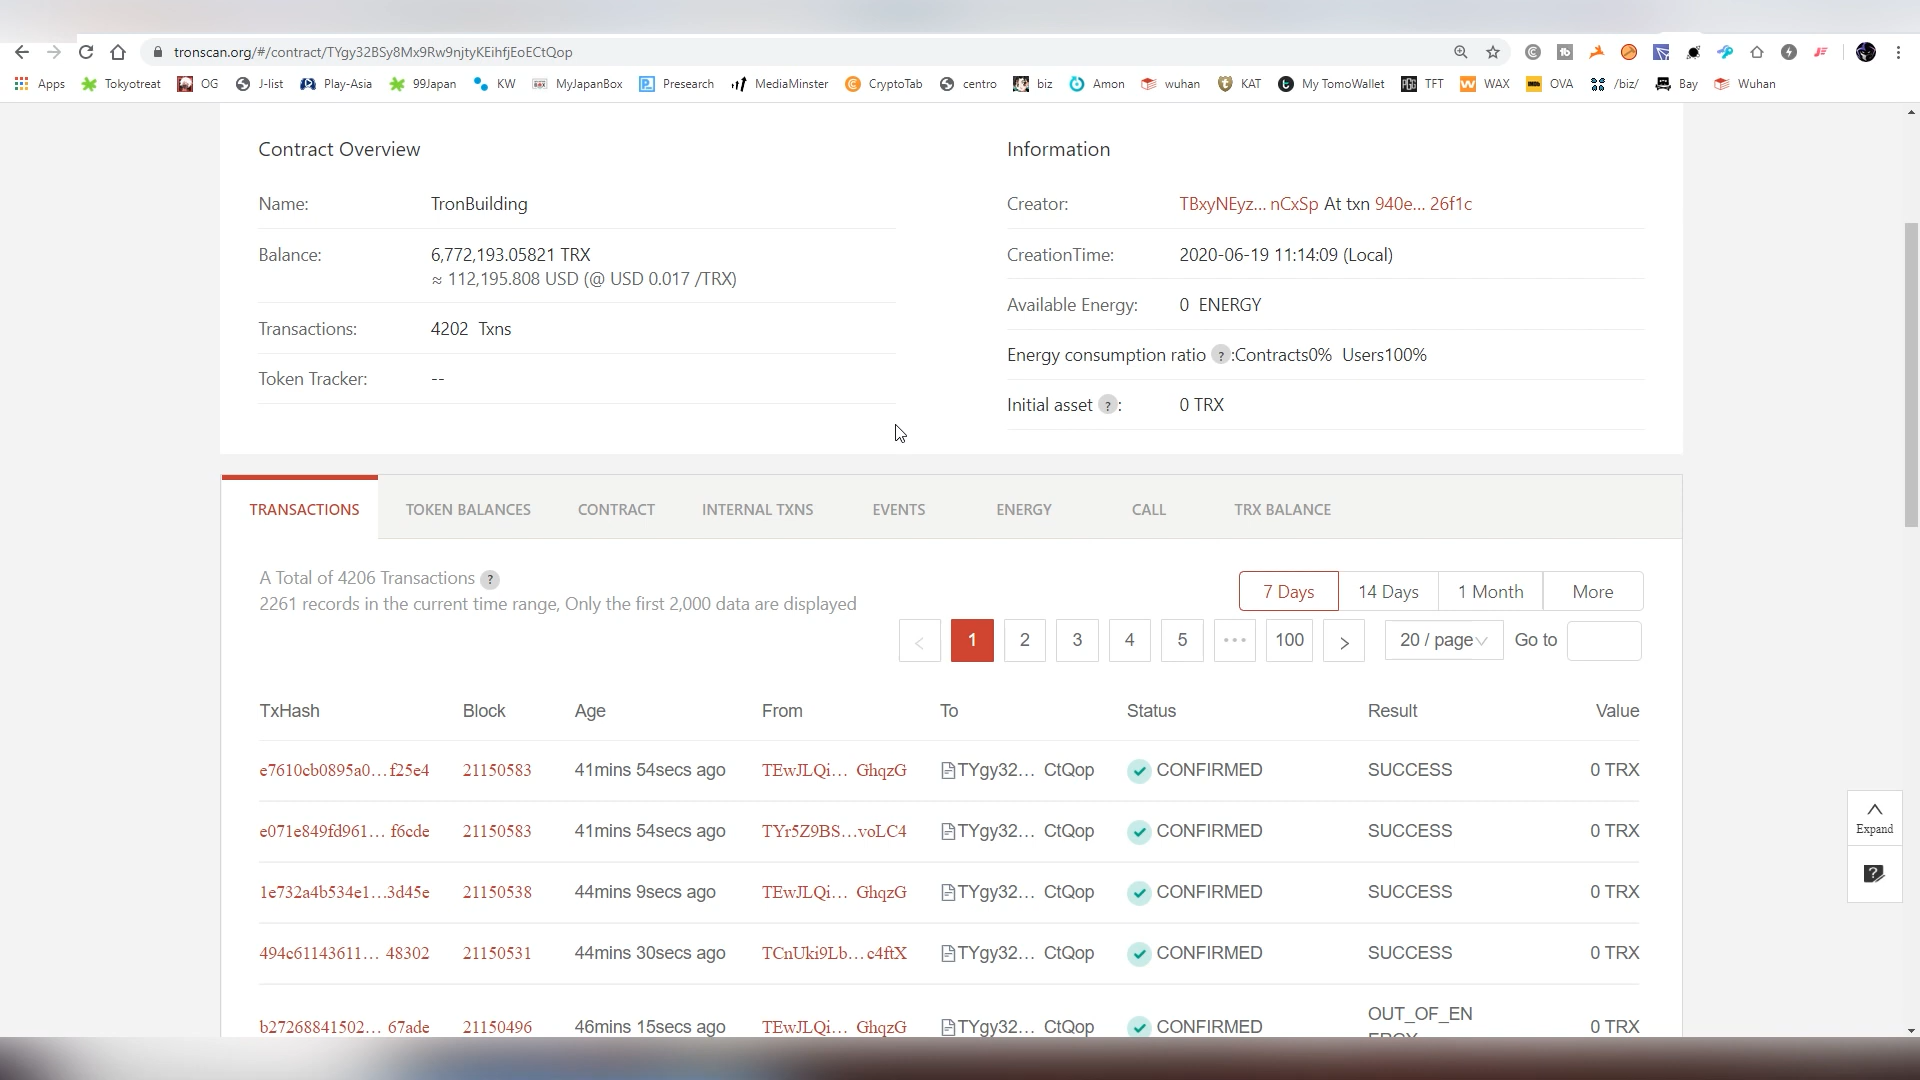 tronscan.org/#/contract/TYgy32BSy8Mx9Rw9njtyKEihfjEoECtQop
Apps Tokyotreat OG J-list Play-Asia 99Japan KW MyJapanBox Presearch MediaMinster CryptoTab centro biz Amon wuhan KAT My TomoWallet TFT WAX OVA /biz/ Bay Wuhan
Contract Overview
Name: TronBuilding
Balance: 6,772,193.05821 TRX
≈ 112,195.808 USD (@ USD 0.017 /TRX)
Transactions: 4202 Txns
Token Tracker: --
Information
Creator: TBxyNEyz... nCxSp At txn 940e... 26f1c
CreationTime: 2020-06-19 11:14:09 (Local)
Available Energy: 0 ENERGY
Energy consumption ratio ? :Contracts0% Users100%
Initial asset ? : 0 TRX
TRANSACTIONS TOKEN BALANCES CONTRACT INTERNAL TXNS EVENTS ENERGY CALL TRX BALANCE
A Total of 4206 Transactions ?
2261 records in the current time range, Only the first 2,000 data are displayed
7 Days 14 Days 1 Month More
< 1 2 3 4 5 ••• 100 > 20 / page Go to
TxHash Block Age From To Status Result Value
e7610cb0895a0... f25e4 21150583 41mins 54secs ago TEwJLQi... GhqzG TYgy32... CtQop CONFIRMED SUCCESS 0 TRX
e071e849fd961... f6cde 21150583 41mins 54secs ago TYr5Z9BS...voLC4 TYgy32... CtQop CONFIRMED SUCCESS 0 TRX
1e732a4b534e1...3d45e 21150538 44mins 9secs ago TEwJLQi... GhqzG TYgy32... CtQop CONFIRMED SUCCESS 0 TRX
494c61143611... 48302 21150531 44mins 30secs ago TCnUki9Lb...c4ftX TYgy32... CtQop CONFIRMED SUCCESS 0 TRX
b27268841502... 67ade 21150496 46mins 15secs ago TEwJLQi... GhqzG TYgy32... CtQop CONFIRMED OUT_OF_EN 0 TRX
Expand
?